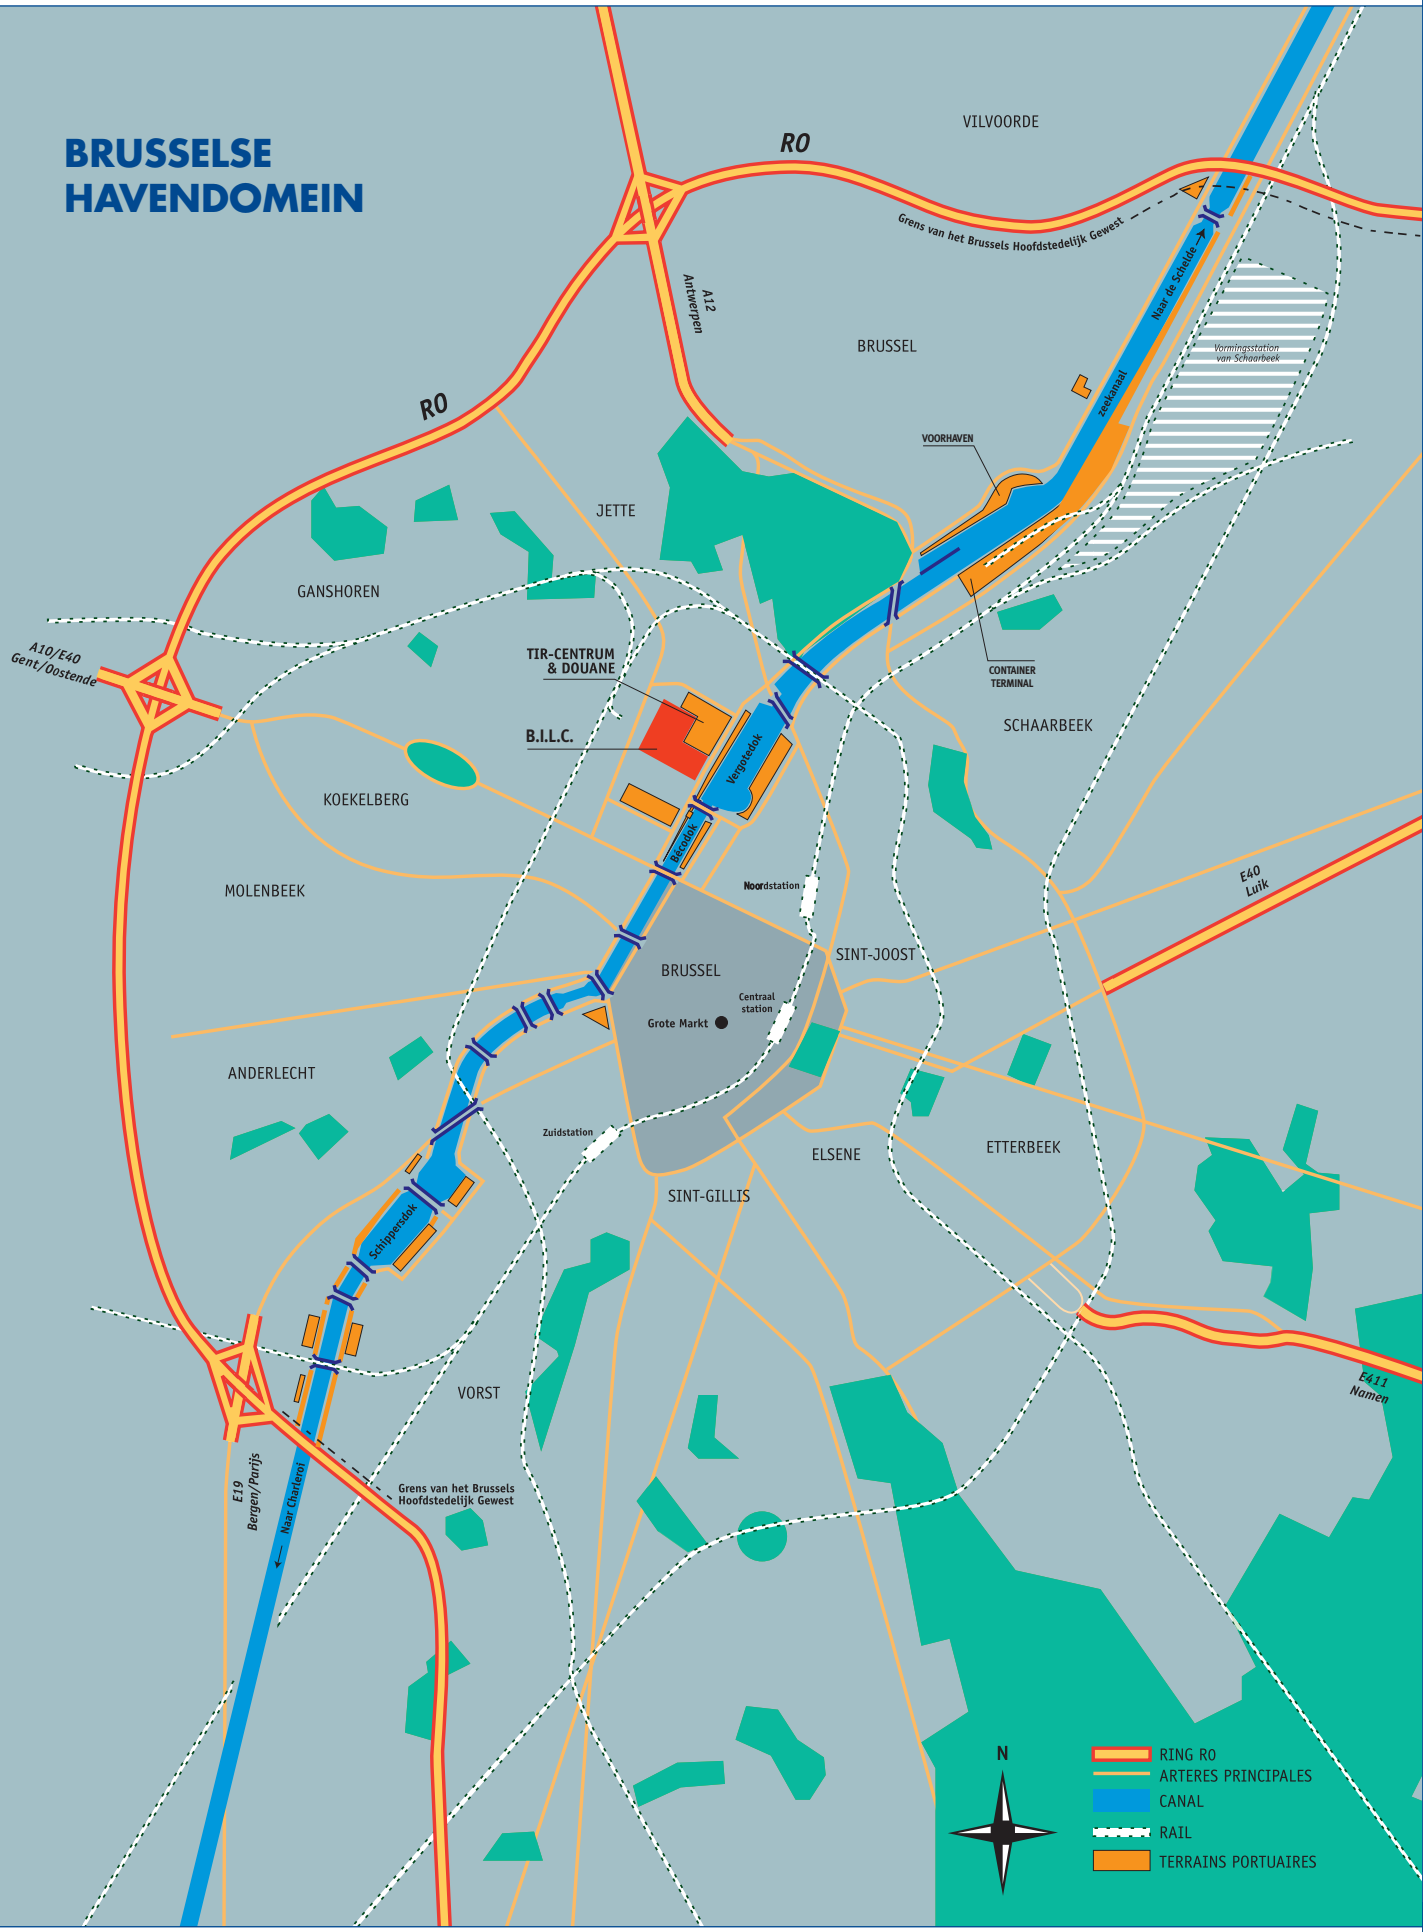 BRUSSELSE
HAVENDOMEIN
VILVOORDE
R0
Grens van het Brussels Hoofdstedelijk Gewest
Naar de Schelde
A12
Antwerpen
BRUSSEL
Vormingsstation
van Schaarbeek
zeekanaal
R0
VOORHAVEN
JETTE
GANSHOREN
A10/E40
Gent/Oostende
TIR-CENTRUM
& DOUANE
CONTAINER
TERMINAL
B.I.L.C.
SCHAARBEEK
Vergotedok
KOEKELBERG
Bécodok
MOLENBEEK
Noordstation
E40
Luik
SINT-JOOST
BRUSSEL
Centraal
station
Grote Markt
ANDERLECHT
Zuidstation
ELSENE
ETTERBEEK
SINT-GILLIS
Schippersdok
VORST
E411
Namen
E19
Bergen/Parijs
Naar Charleroi
Grens van het Brussels
Hoofdstedelijk Gewest
N
RING R0
ARTERES PRINCIPALES
CANAL
RAIL
TERRAINS PORTUAIRES